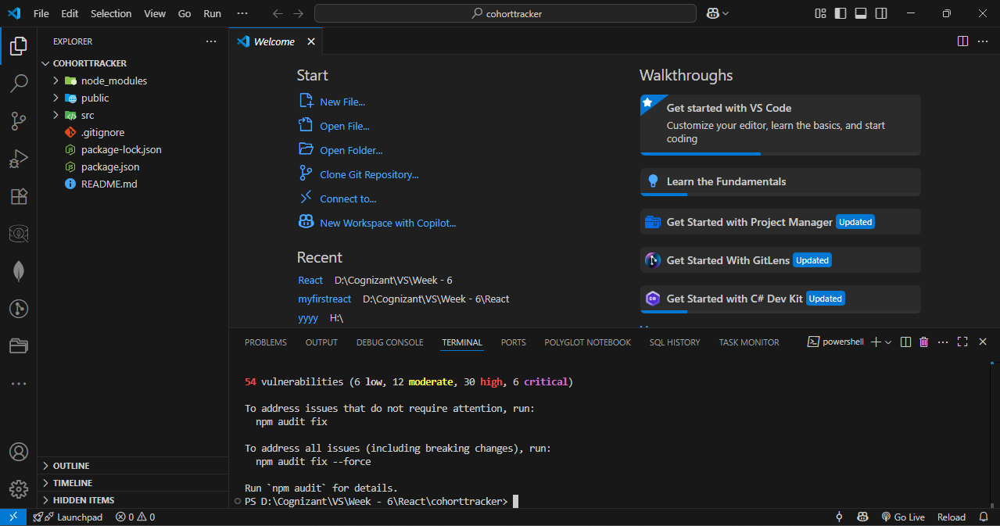 File Edit Selection View Go Run ···
cohorttracker
EXPLORER
COHORTTRACKER
node_modules
public
src
.gitignore
package-lock.json
package.json
README.md
OUTLINE
TIMELINE
HIDDEN ITEMS
Welcome
Start
New File...
Open File...
Open Folder...
Clone Git Repository...
Connect to...
New Workspace with Copilot...
Recent
React D:\Cognizant\VS\Week - 6
myfirstreact D:\Cognizant\VS\Week - 6\React
yyyy H:\
Walkthroughs
Get started with VS Code
Customize your editor, learn the basics, and start
coding
Learn the Fundamentals
Get Started with Project Manager Updated
Get Started With GitLens Updated
Get Started with C# Dev Kit Updated
PROBLEMS OUTPUT DEBUG CONSOLE TERMINAL PORTS POLYGLOT NOTEBOOK SQL HISTORY TASK MONITOR powershell
54 vulnerabilities (6 low, 12 moderate, 30 high, 6 critical)
To address issues that do not require attention, run:
npm audit fix
To address all issues (including breaking changes), run:
npm audit fix --force
Run `npm audit` for details.
PS D:\Cognizant\VS\Week - 6\React\cohorttracker>
Launchpad 0 0 Go Live Reload